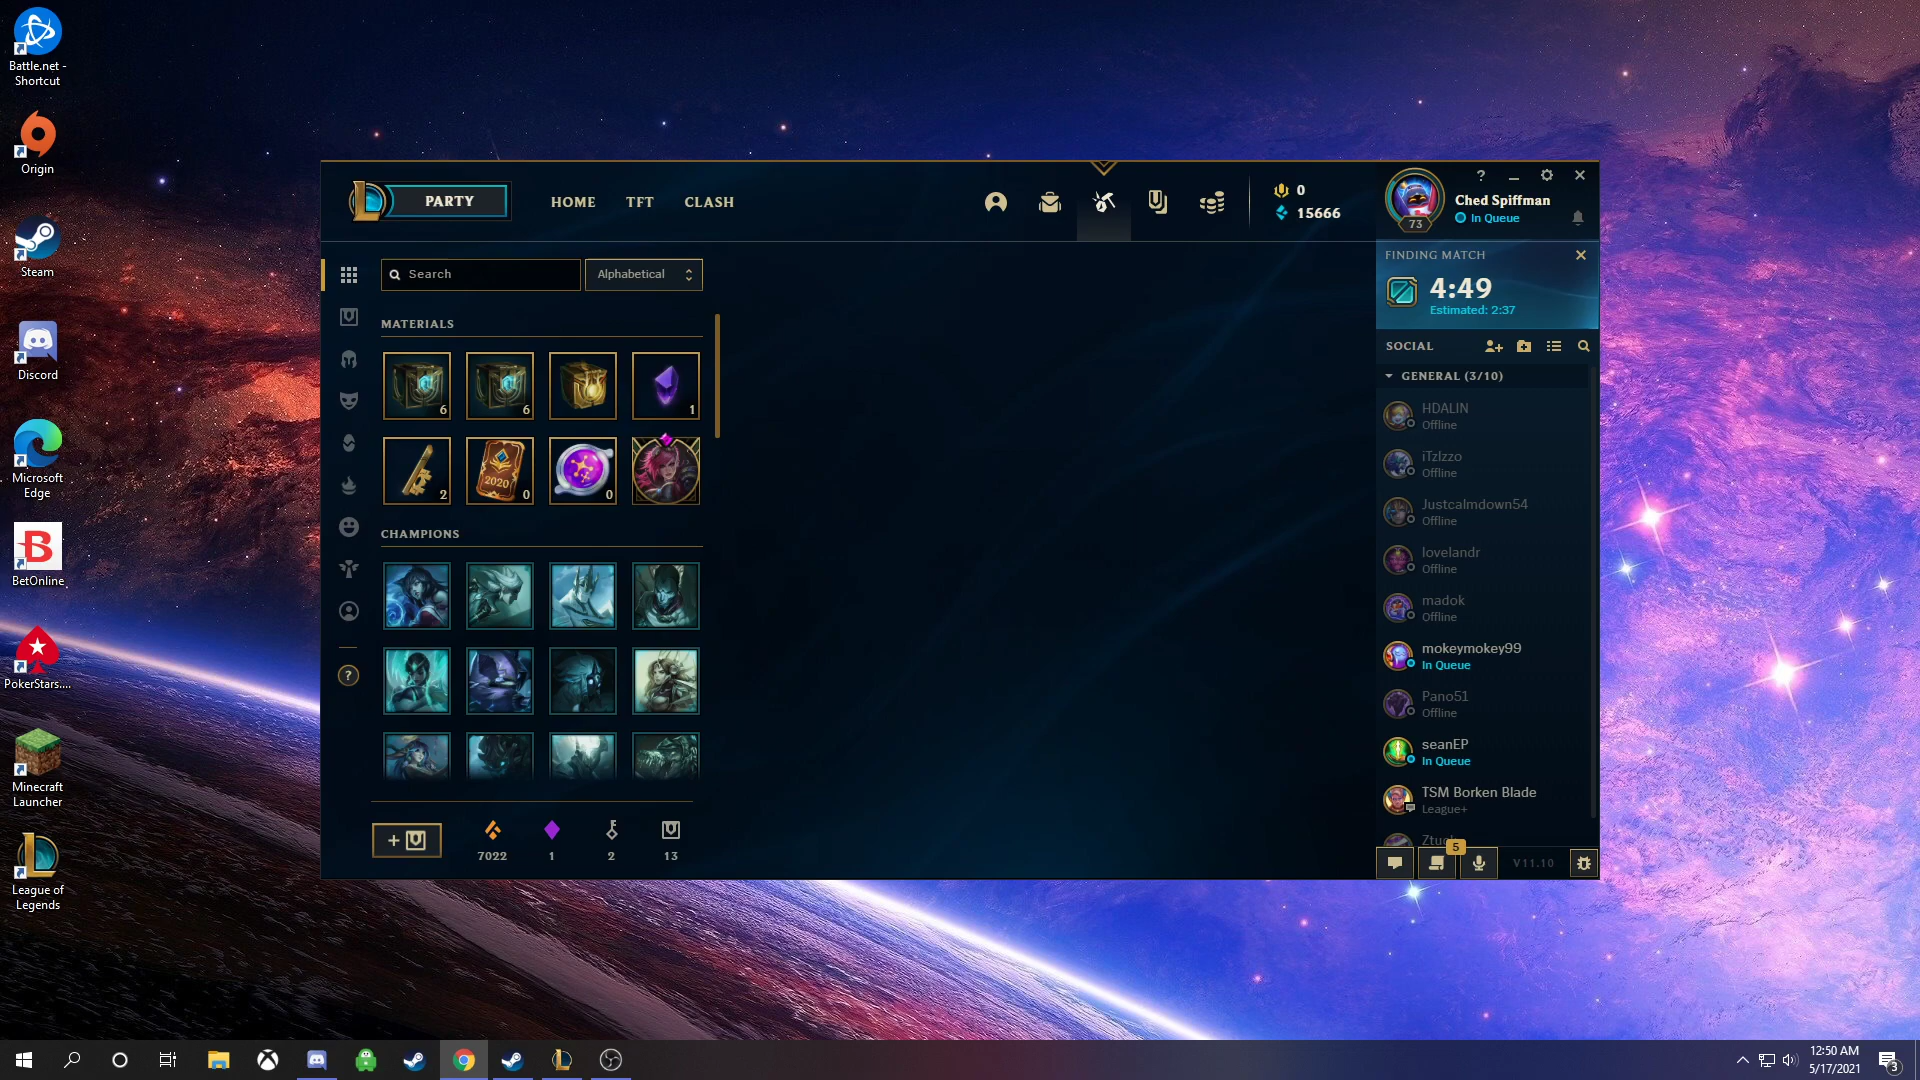 Battle.net -
Shortcut
Origin
Steam
Discord
Microsoft
Edge
BetOnline
PokerStars....
Minecraft
Launcher
League of
Legends
PARTY
HOME
TFT
CLASH
0
15666
?
Ched Spiffman
In Queue
73
FINDING MATCH
4:49
Estimated: 2:37
Search
Alphabetical
MATERIALS
6
6
1
2
2020
0
0
CHAMPIONS
?
+
7022
1
2
13
SOCIAL
GENERAL (3/10)
HDALIN
Offline
iTzIzzo
Offline
Justcalmdown54
Offline
lovelandr
Offline
madok
Offline
mokeymokey99
In Queue
Pano51
Offline
seanEP
In Queue
TSM Borken Blade
League+
5
V11.10
12:50 AM
5/17/2021
3